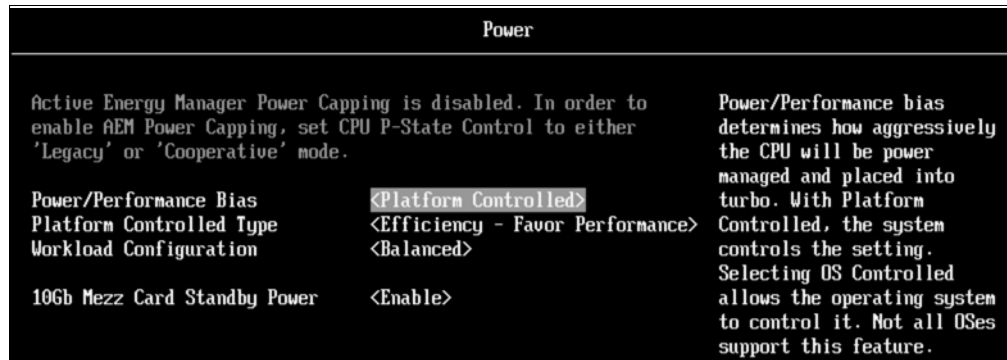 Power
Active Energy Manager Power Capping is disabled. In order to
enable AEM Power Capping, set CPU P-State Control to either
'Legacy' or 'Cooperative' mode.
Power/Performance Bias <Platform Controlled>
Platform Controlled Type <Efficiency - Favor Performance>
Workload Configuration <Balanced>
10Gb Mezz Card Standby Power <Enable>
Power/Performance bias
determines how aggressively
the CPU will be power
managed and placed into
turbo. With Platform
Controlled, the system
controls the setting.
Selecting OS Controlled
allows the operating system
to control it. Not all OSes
support this feature.